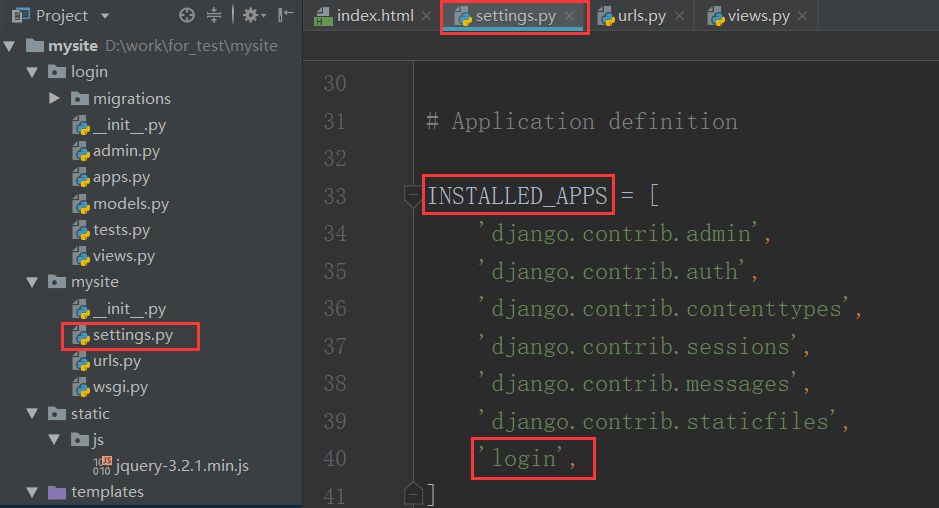 Project
mysite D:\work\for_test\mysite
login
migrations
__init__.py
admin.py
apps.py
models.py
tests.py
views.py
mysite
__init__.py
settings.py
urls.py
wsgi.py
static
js
jquery-3.2.1.min.js
templates
index.html settings.py urls.py views.py
30
31 # Application definition
32
33 INSTALLED_APPS = [
34 'django.contrib.admin',
35 'django.contrib.auth',
36 'django.contrib.contenttypes',
37 'django.contrib.sessions',
38 'django.contrib.messages',
39 'django.contrib.staticfiles',
40 'login',
41 ]